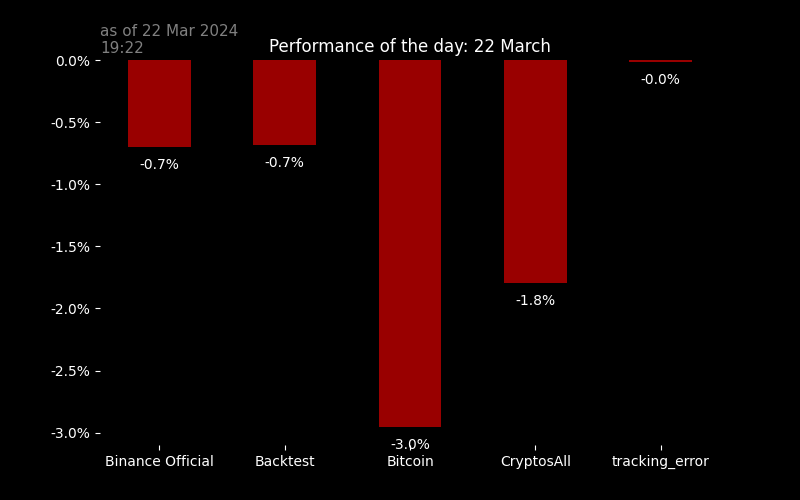 as of 22 Mar 2024
19:22
Performance of the day: 22 March
0.0%
-0.5%
-1.0%
-1.5%
-2.0%
-2.5%
-3.0%
-0.7%
-0.7%
-3.0%
-1.8%
-0.0%
Binance Official
Backtest
Bitcoin
CryptosAll
tracking_error